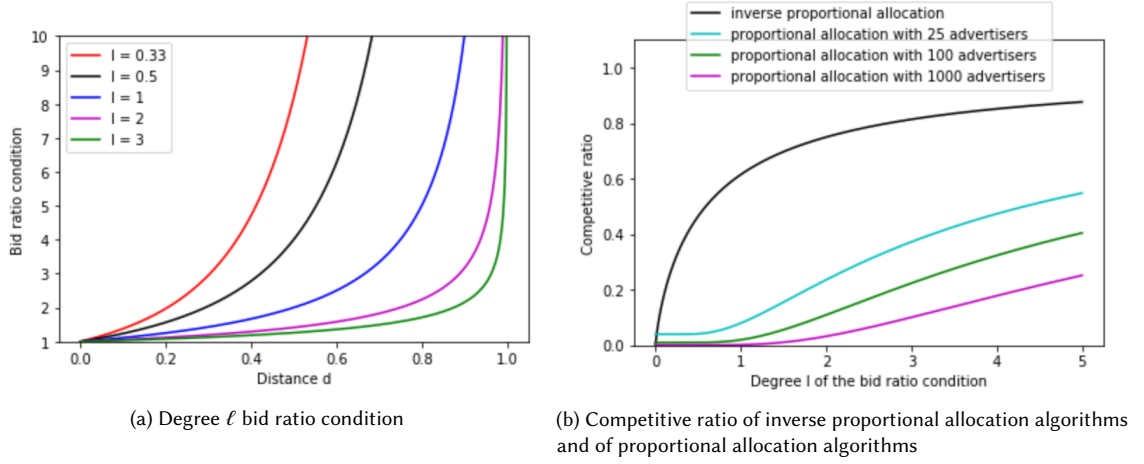 10
9
8
7
6
5
4
3
2
1
Bid ratio condition
l = 0.33
l = 0.5
l = 1
l = 2
l = 3
0.0 0.2 0.4 0.6 0.8 1.0
Distance d
(a) Degree ℓ bid ratio condition
inverse proportional allocation
proportional allocation with 25 advertisers
proportional allocation with 100 advertisers
proportional allocation with 1000 advertisers
1.0
0.8
0.6
0.4
0.2
0.0
Competitive ratio
0 1 2 3 4 5
Degree l of the bid ratio condition
(b) Competitive ratio of inverse proportional allocation algorithms
and of proportional allocation algorithms